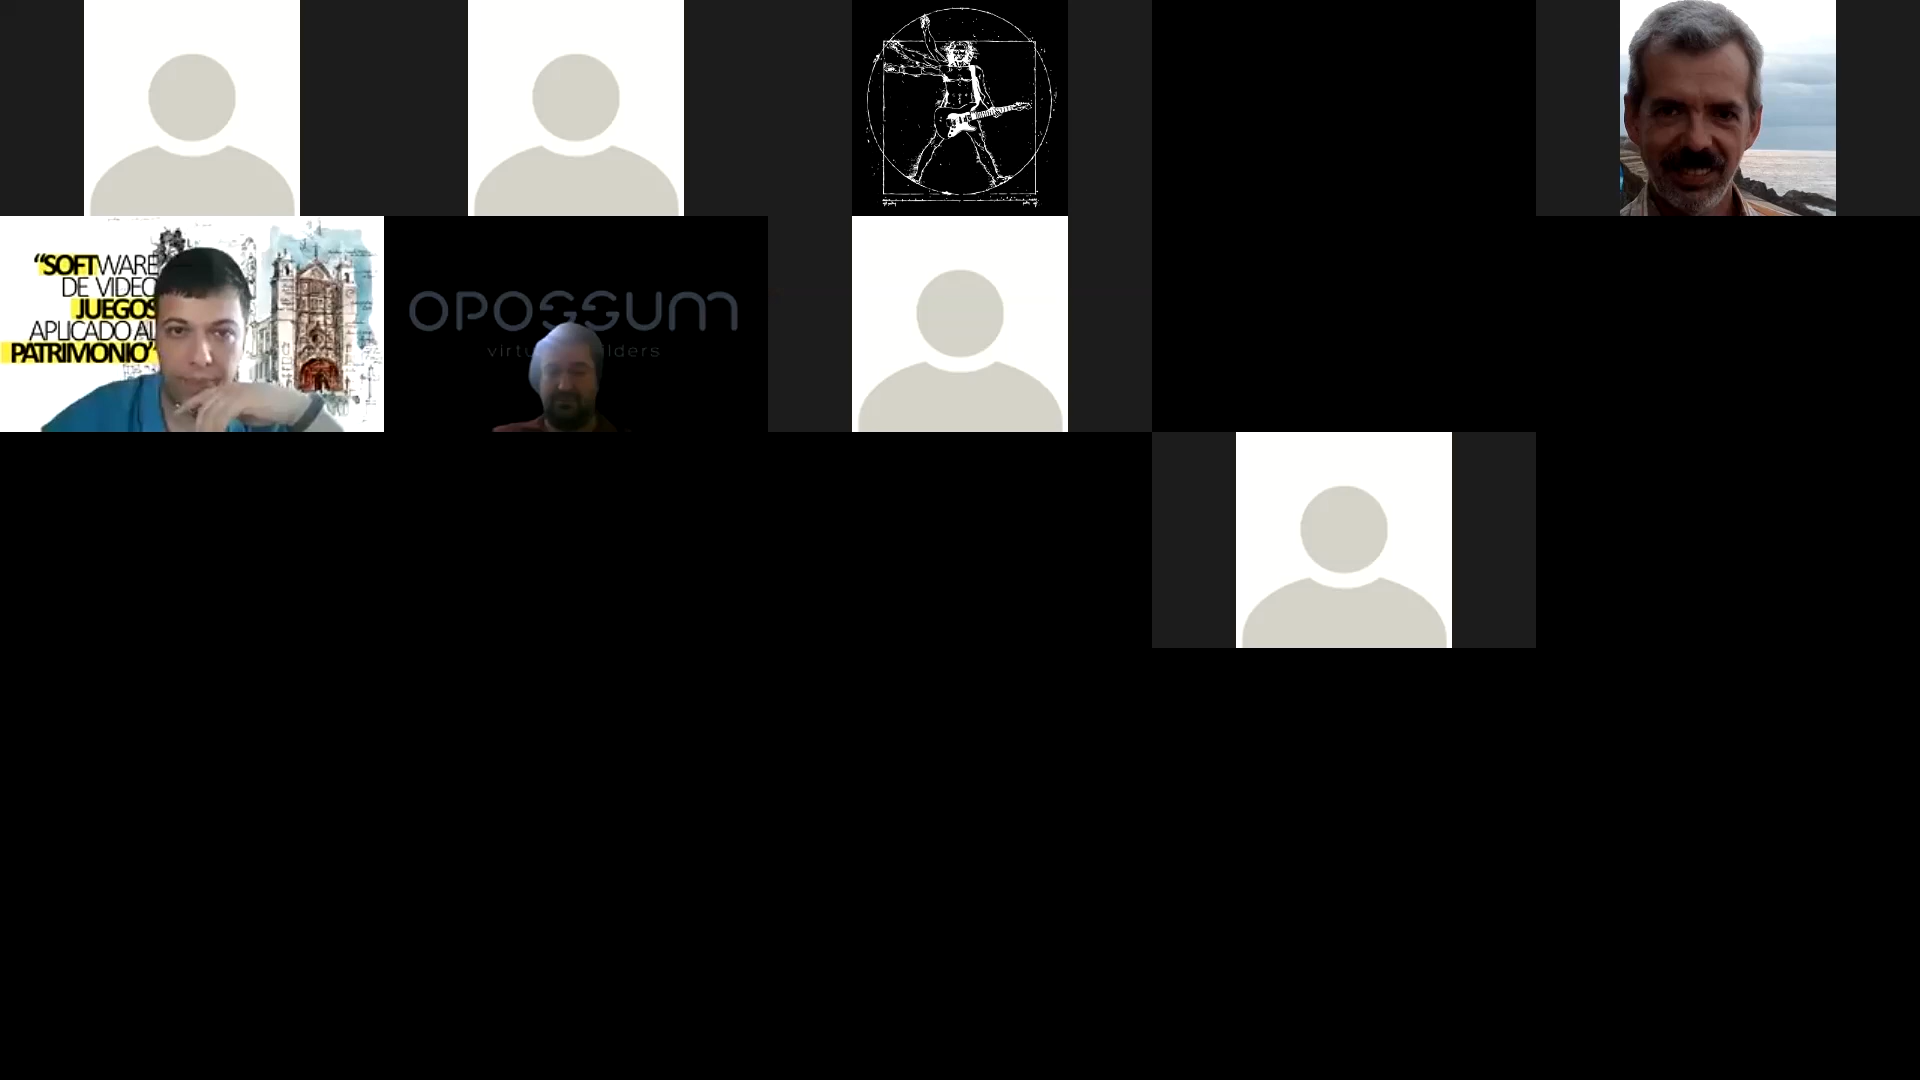 “SOFTWARE
DE VIDEO
JUEGOS
APLICADO AL
PATRIMONIO”
OPOSSUM